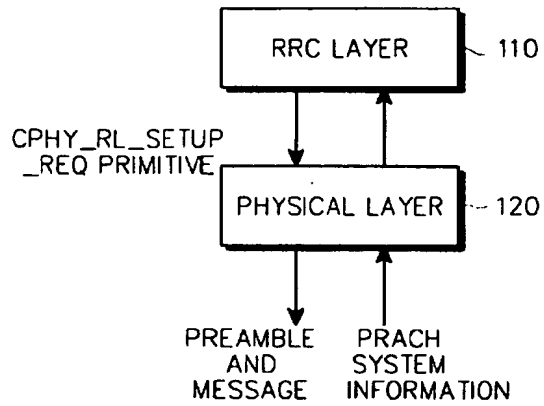 RRC LAYER
110
CPHY_RL_SETUP
_REQ PRIMITIVE
PHYSICAL LAYER
120
PREAMBLE
AND
MESSAGE
PRACH
SYSTEM
INFORMATION